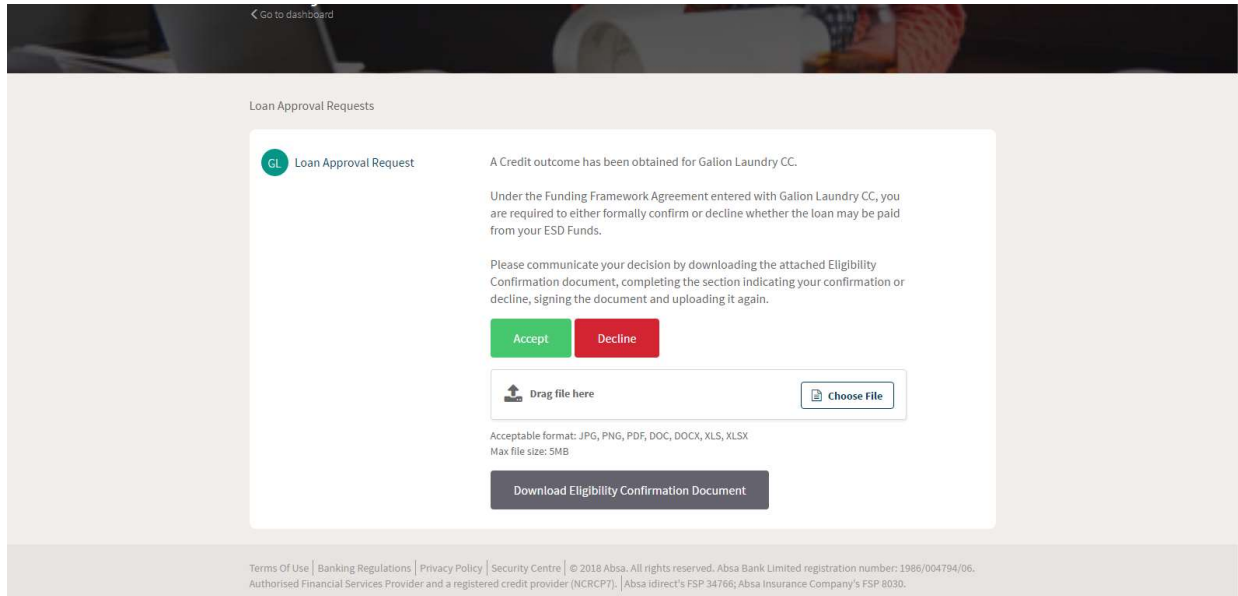 Go to dashboard
Loan Approval Requests
GL
Loan Approval Request
A Credit outcome has been obtained for Galion Laundry CC.
Under the Funding Framework Agreement entered with Galion Laundry CC, you
are required to either formally confirm or decline whether the loan may be paid
from your ESD Funds.
Please communicate your decision by downloading the attached Eligibility
Confirmation document, completing the section indicating your confirmation or
decline, signing the document and uploading it again.
Accept
Decline
Drag file here
Choose File
Acceptable format: JPG, PNG, PDF, DOC, DOCX, XLS, XLSX
Max file size: 5MB
Download Eligibility Confirmation Document
Terms Of Use | Banking Regulations | Privacy Policy | Security Centre | © 2018 Absa. All rights reserved. Absa Bank Limited registration number: 1986/004794/06.
Authorised Financial Services Provider and a registered credit provider (NCRCP7). | Absa idirect's FSP 34766; Absa Insurance Company's FSP 8030.